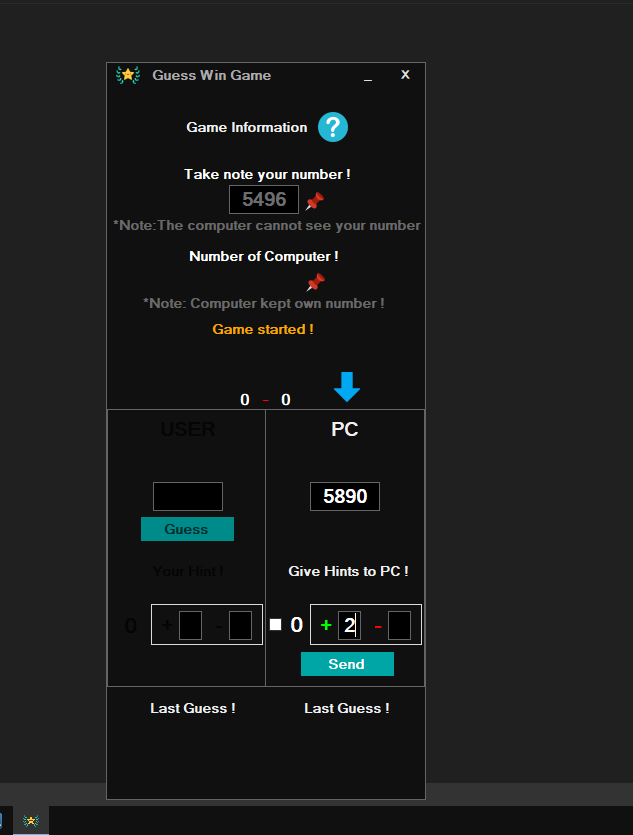 Guess Win Game _ X
Game Information ?
Take note your number !
5496
*Note:The computer cannot see your number
Number of Computer !
*Note: Computer kept own number !
Game started !
0 - 0
USER PC
5890
Guess
Your Hint ! Give Hints to PC !
0 + - 0 + 2 -
Send
Last Guess ! Last Guess !